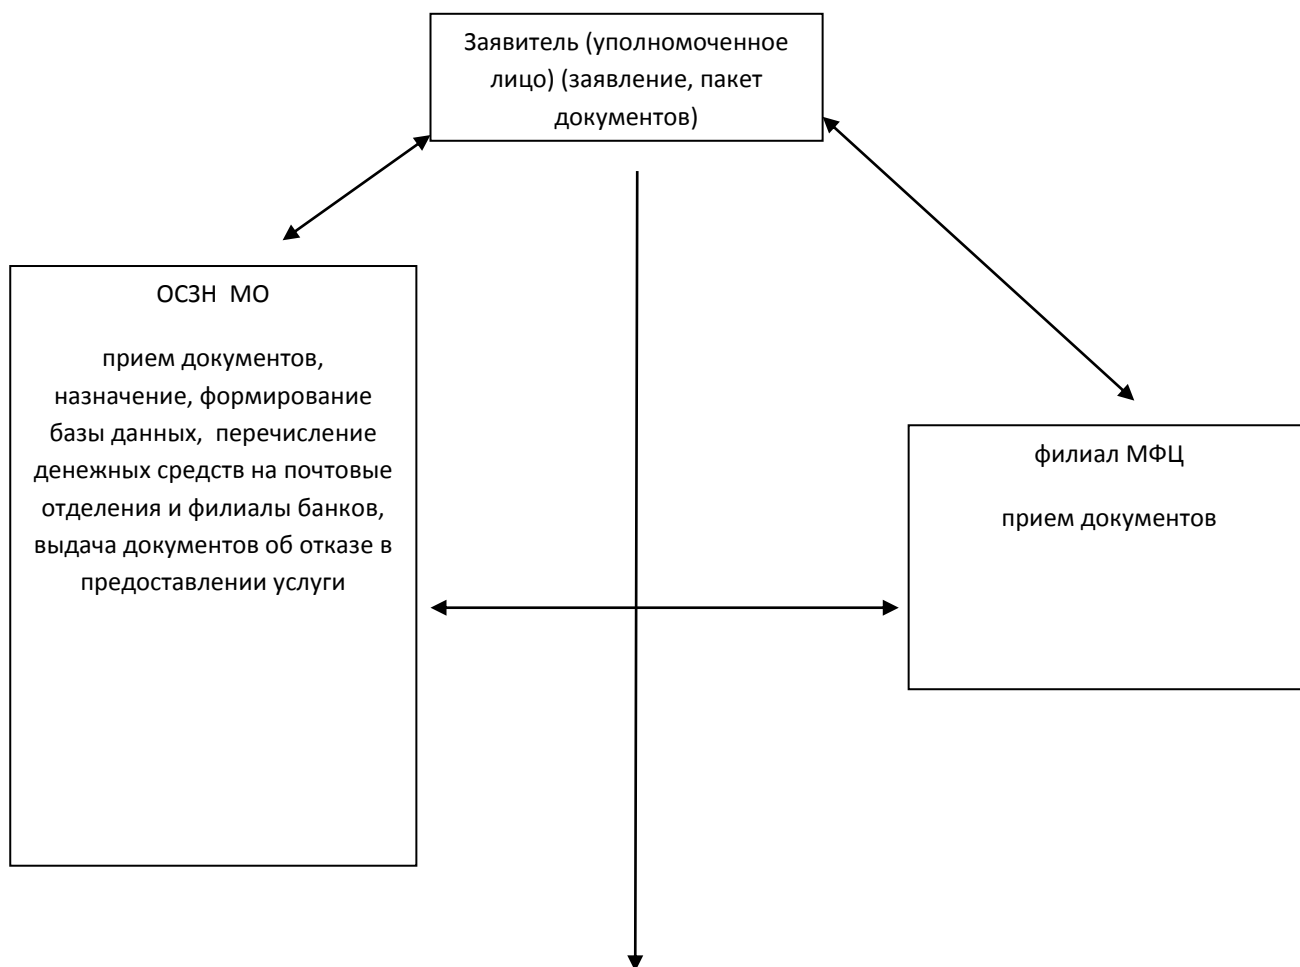 Заявитель (уполномоченное
лицо) (заявление, пакет
документов)
ОСЗН  МО
прием документов,
назначение, формирование
базы данных,  перечисление
денежных средств на почтовые
отделения и филиалы банков,
выдача документов об отказе в
предоставлении услуги
филиал МФЦ
прием документов